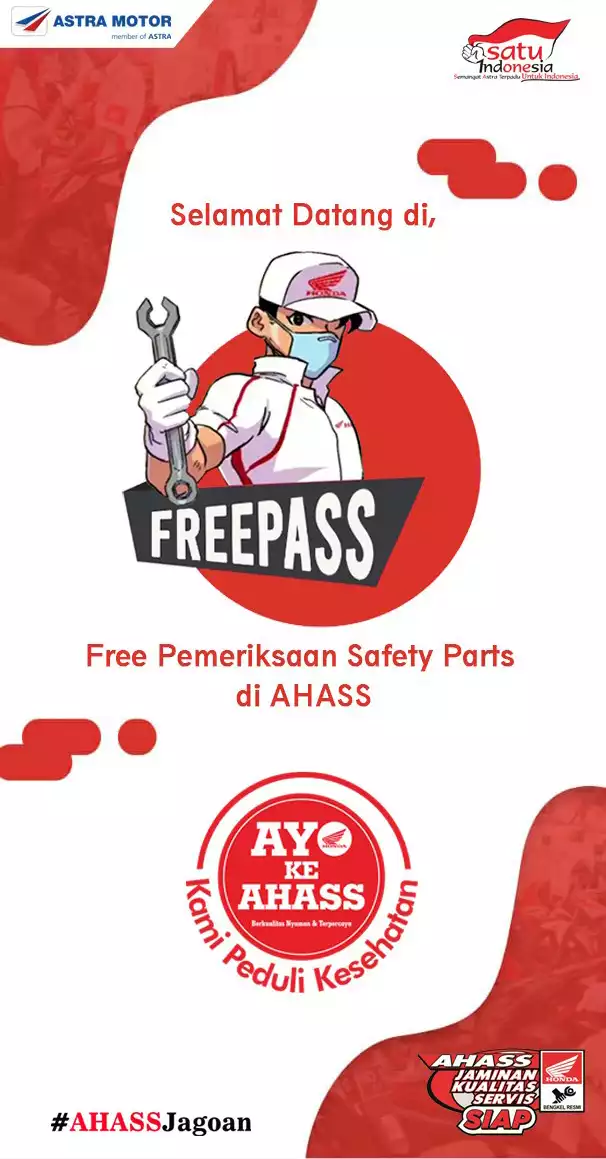 ASTRA MOTOR
member of ASTRA
satu
Indonesia
Semangat Astra Terpadu Untuk Indonesia
Selamat Datang di,
HONDA
FREEPASS
Free Pemeriksaan Safety Parts
di AHASS
AYO
HONDA
KE
AHASS
Berkualitas Nyaman & Terpercaya
Kami Peduli Kesehatan
AHASS
JAMINAN
KUALITAS
SERVIS
SIAP
HONDA
BENGKEL RESMI
#AHASSJagoan